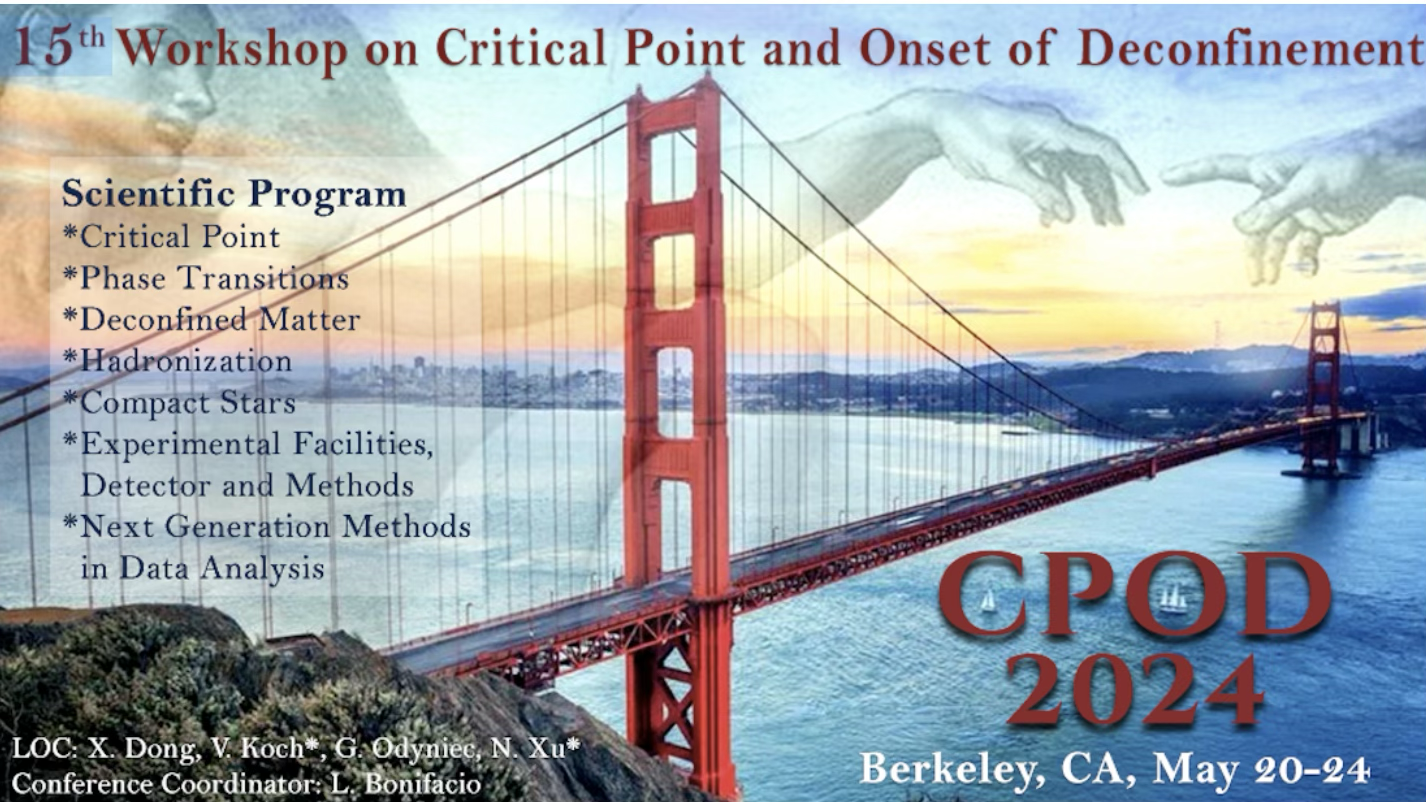 15th Workshop on Critical Point and Onset of Deconfinement
Scientific Program
*Critical Point
*Phase Transitions
*Deconfined Matter
*Hadronization
*Compact Stars
*Experimental Facilities,
Detector and Methods
*Next Generation Methods
in Data Analysis
CPOD
2024
LOC: X. Dong, V. Koch*, G. Odyniec, N. Xu*
Conference Coordinator: L. Bonifacio
Berkeley, CA, May 20-24